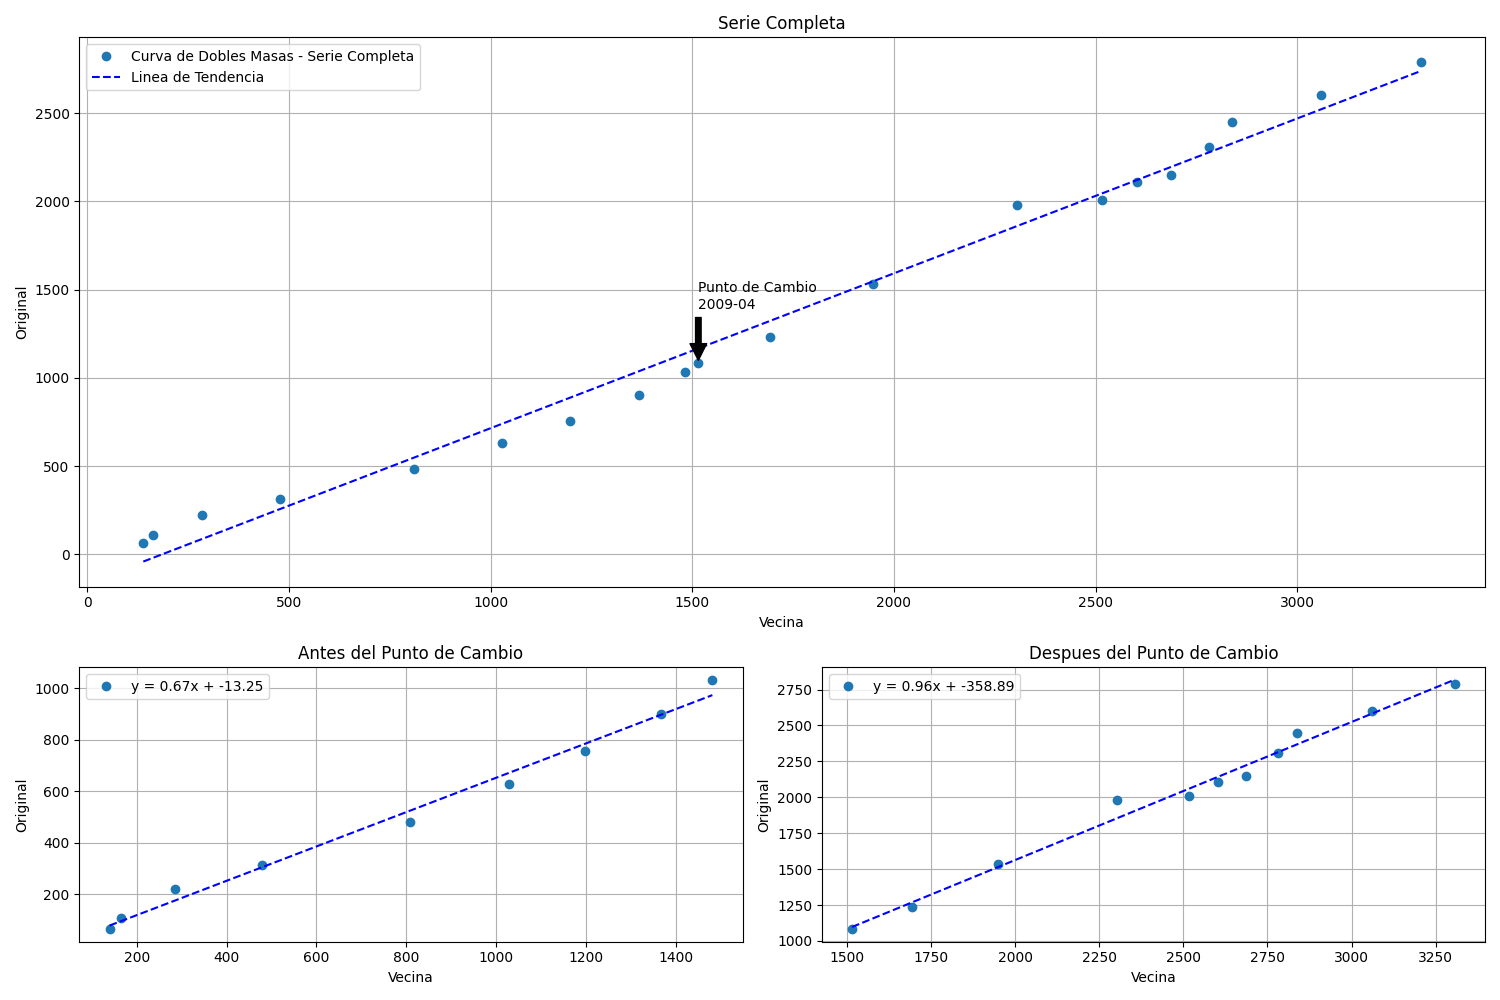 Serie Completa
Curva de Dobles Masas - Serie Completa
Linea de Tendencia
Punto de Cambio
2009-04
Original
2500
2000
1500
1000
500
0
0 500 1000 1500 2000 2500 3000
Vecina
Antes del Punto de Cambio
y = 0.67x + -13.25
Original
1000
800
600
400
200
200 400 600 800 1000 1200 1400
Vecina
Despues del Punto de Cambio
y = 0.96x + -358.89
Original
2750
2500
2250
2000
1750
1500
1250
1000
1500 1750 2000 2250 2500 2750 3000 3250
Vecina